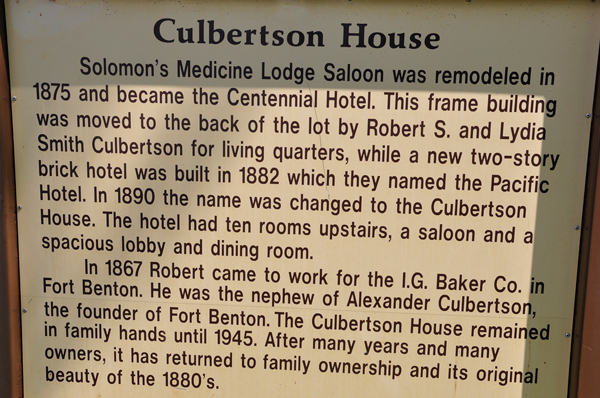 Culbertson House
Solomon's Medicine Lodge Saloon was remodeled in
1875 and became the Centennial Hotel. This frame building
was moved to the back of the lot by Robert S. and Lydia
Smith Culbertson for living quarters, while a new two-story
brick hotel was built in 1882 which they named the Pacific
Hotel. In 1890 the name was changed to the Culbertson
House. The hotel had ten rooms upstairs, a saloon and a
spacious lobby and dining room.
In 1867 Robert came to work for the I.G. Baker Co. in
Fort Benton. He was the nephew of Alexander Culbertson,
the founder of Fort Benton. The Culbertson House remained
in family hands until 1945. After many years and many
owners, it has returned to family ownership and its original
beauty of the 1880's.